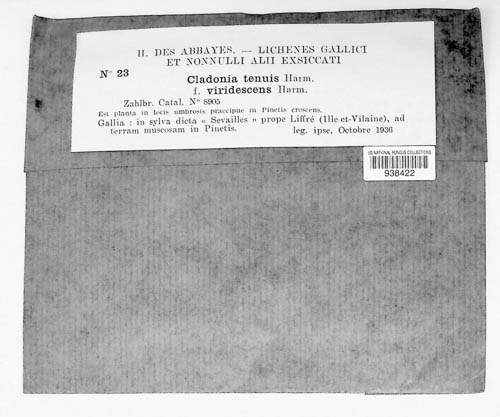 H. DES ABBAYES. — LICHENES GALLICI
ET NONNULLI ALII EXSICCATI
N° 23
Cladonia tenuis Harm.
f. viridescens Harm.
Zahlbr. Catal. N° 8905
Est planta in locis umbrosis praecipue in Pinetis crescens.
Gallia : in sylva dicta « Sevailles » prope Liffré (Ille-et-Vilaine), ad
terram muscosam in Pinetis. leg. ipse, Octobre 1936
US NATIONAL FUNGUS COLLECTIONS
938422